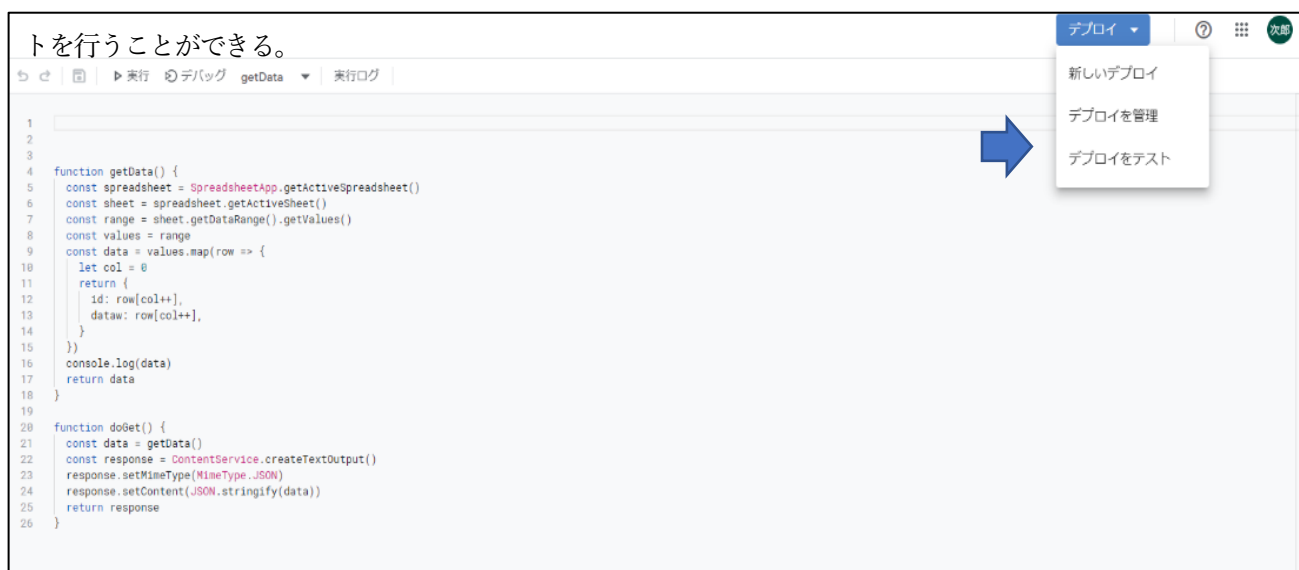 トを行うことができる。
デプロイ
次郎
実行 デバッグ getData 実行ログ
新しいデプロイ
デプロイを管理
デプロイをテスト
1
2
3
4 function getData() {
5 const spreadsheet = SpreadsheetApp.getActiveSpreadsheet()
6 const sheet = spreadsheet.getActiveSheet()
7 const range = sheet.getDataRange().getValues()
8 const values = range
9 const data = values.map(row => {
10 let col = 0
11 return {
12 id: row[col++],
13 dataw: row[col++],
14 }
15 })
16 console.log(data)
17 return data
18 }
19
20 function doGet() {
21 const data = getData()
22 const response = ContentService.createTextOutput()
23 response.setMimeType(MimeType.JSON)
24 response.setContent(JSON.stringify(data))
25 return response
26 }